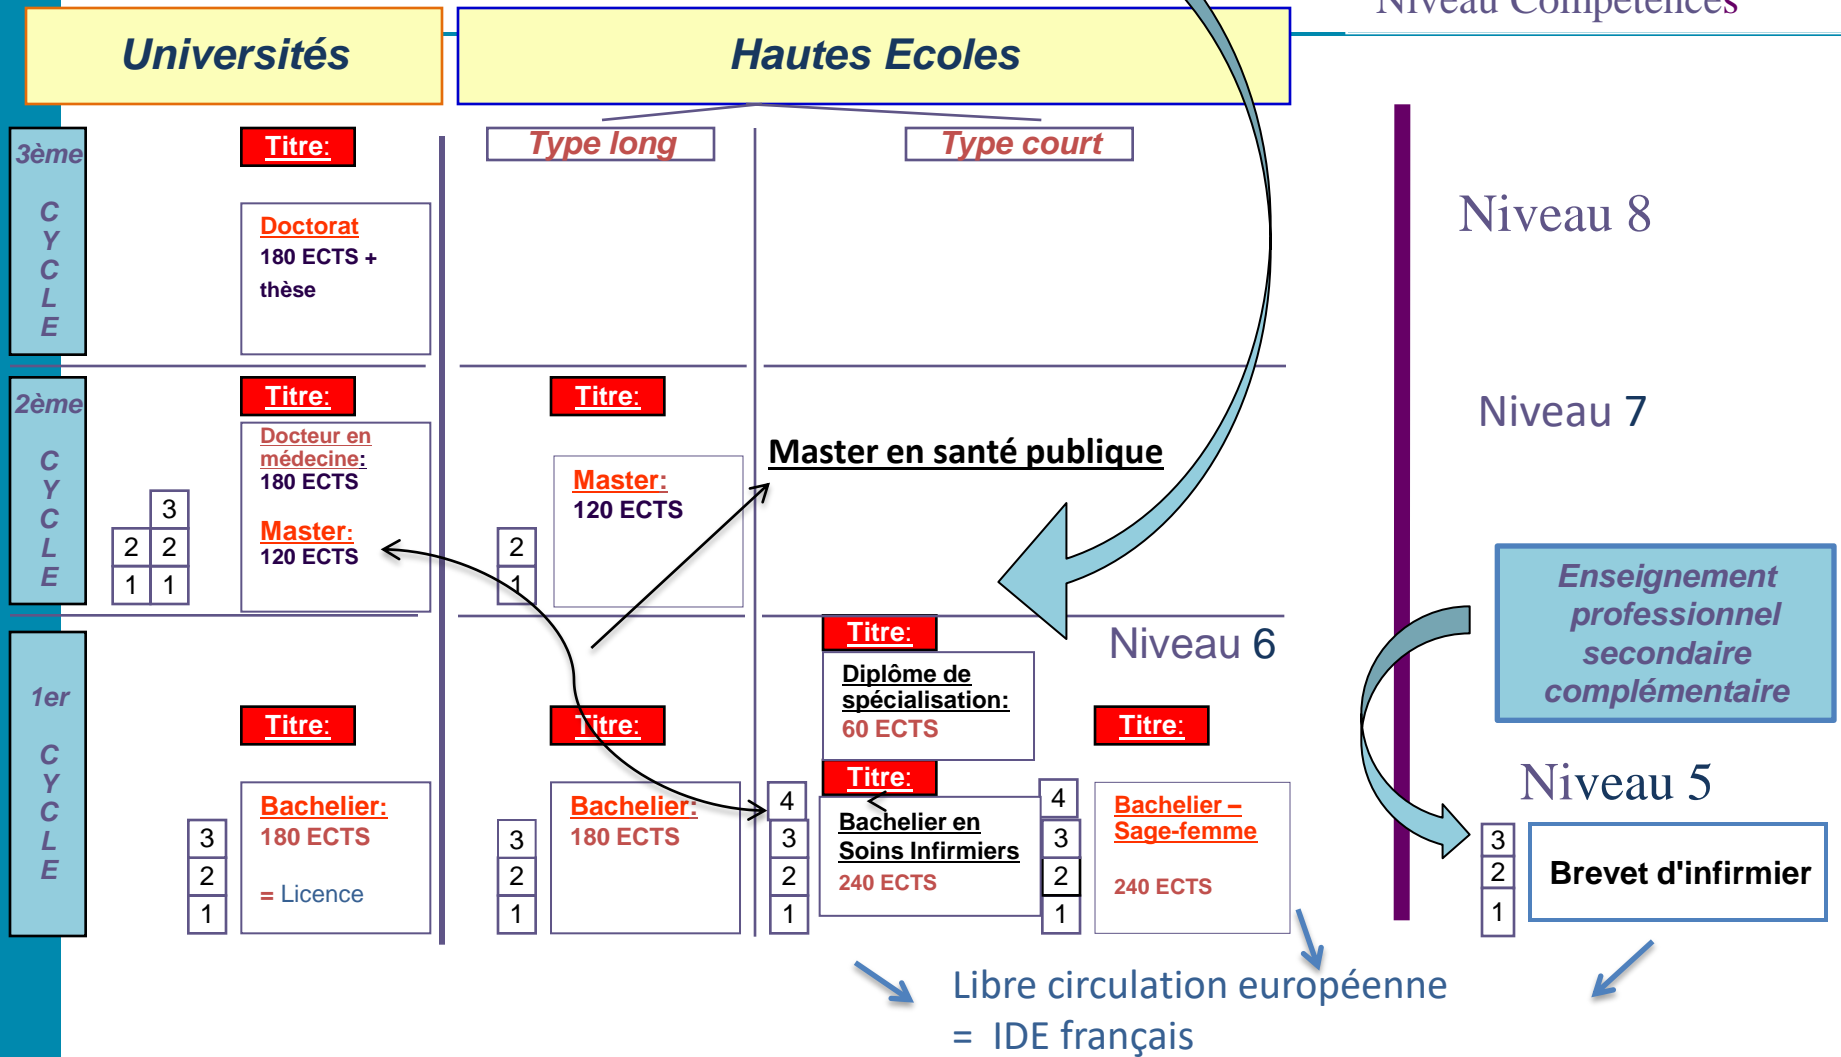 Niveau Compétences
Universités
Hautes Ecoles
Type long
Type court
3ème
C
Y
C
L
E
Titre:
Doctorat
180 ECTS +
thèse
Niveau 8
2ème
C
Y
C
L
E
3
2 2
1 1
Titre:
Docteur en
médecine:
180 ECTS
Master:
120 ECTS
2
1
Titre:
Master:
120 ECTS
Master en santé publique
Niveau 7
Enseignement
professionnel
secondaire
complémentaire
1er
C
Y
C
L
E
3
2
1
Titre:
Bachelier:
180 ECTS
= Licence
3
2
1
Titre:
Bachelier:
180 ECTS
Niveau 6
Titre:
Diplôme de
spécialisation:
60 ECTS
4
3
2
1
Titre:
Bachelier en
Soins Infirmiers
240 ECTS
4
3
2
1
Titre:
Bachelier –
Sage-femme
240 ECTS
Niveau 5
3
2
1
Brevet d'infirmier
Libre circulation européenne
= IDE français